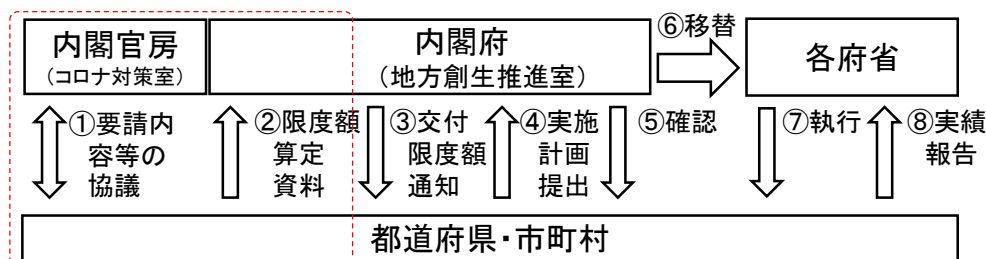 内閣官房
（コロナ対策室）
内閣府
（地方創生推進室）
⑥移替
各府省
①要請内
容等の
協議
②限度額
算定
資料
③交付
限度額
通知
④実施
計画
提出
⑤確認
⑦執行
⑧実績
報告
都道府県・市町村